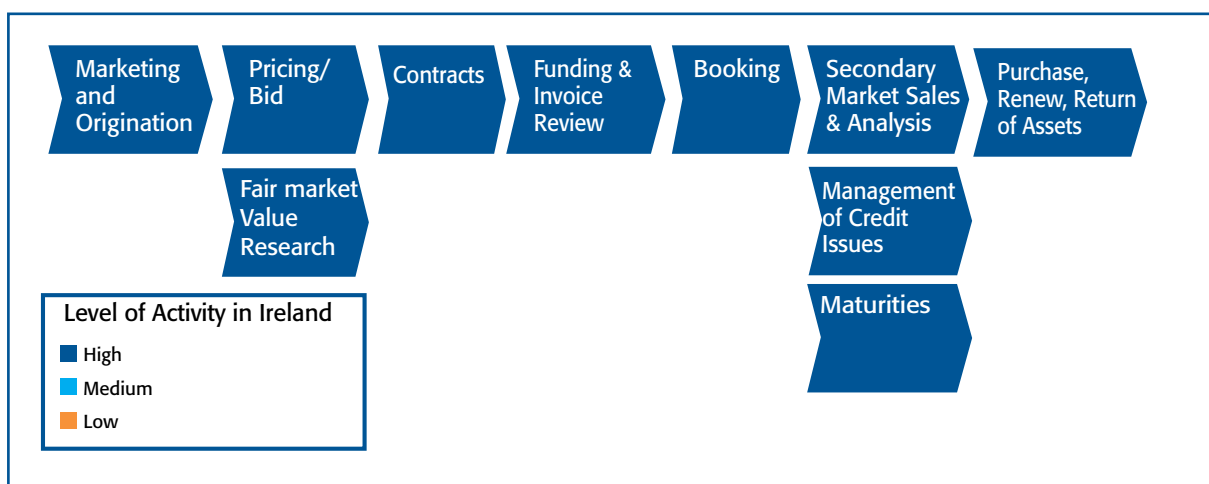 Marketing
and
Origination
Pricing/
Bid
Contracts
Funding &
Invoice
Review
Booking
Secondary
Market Sales
& Analysis
Purchase,
Renew, Return
of Assets
Fair market
Value
Research
Management
of Credit
Issues
Maturities
Level of Activity in Ireland
High
Medium
Low